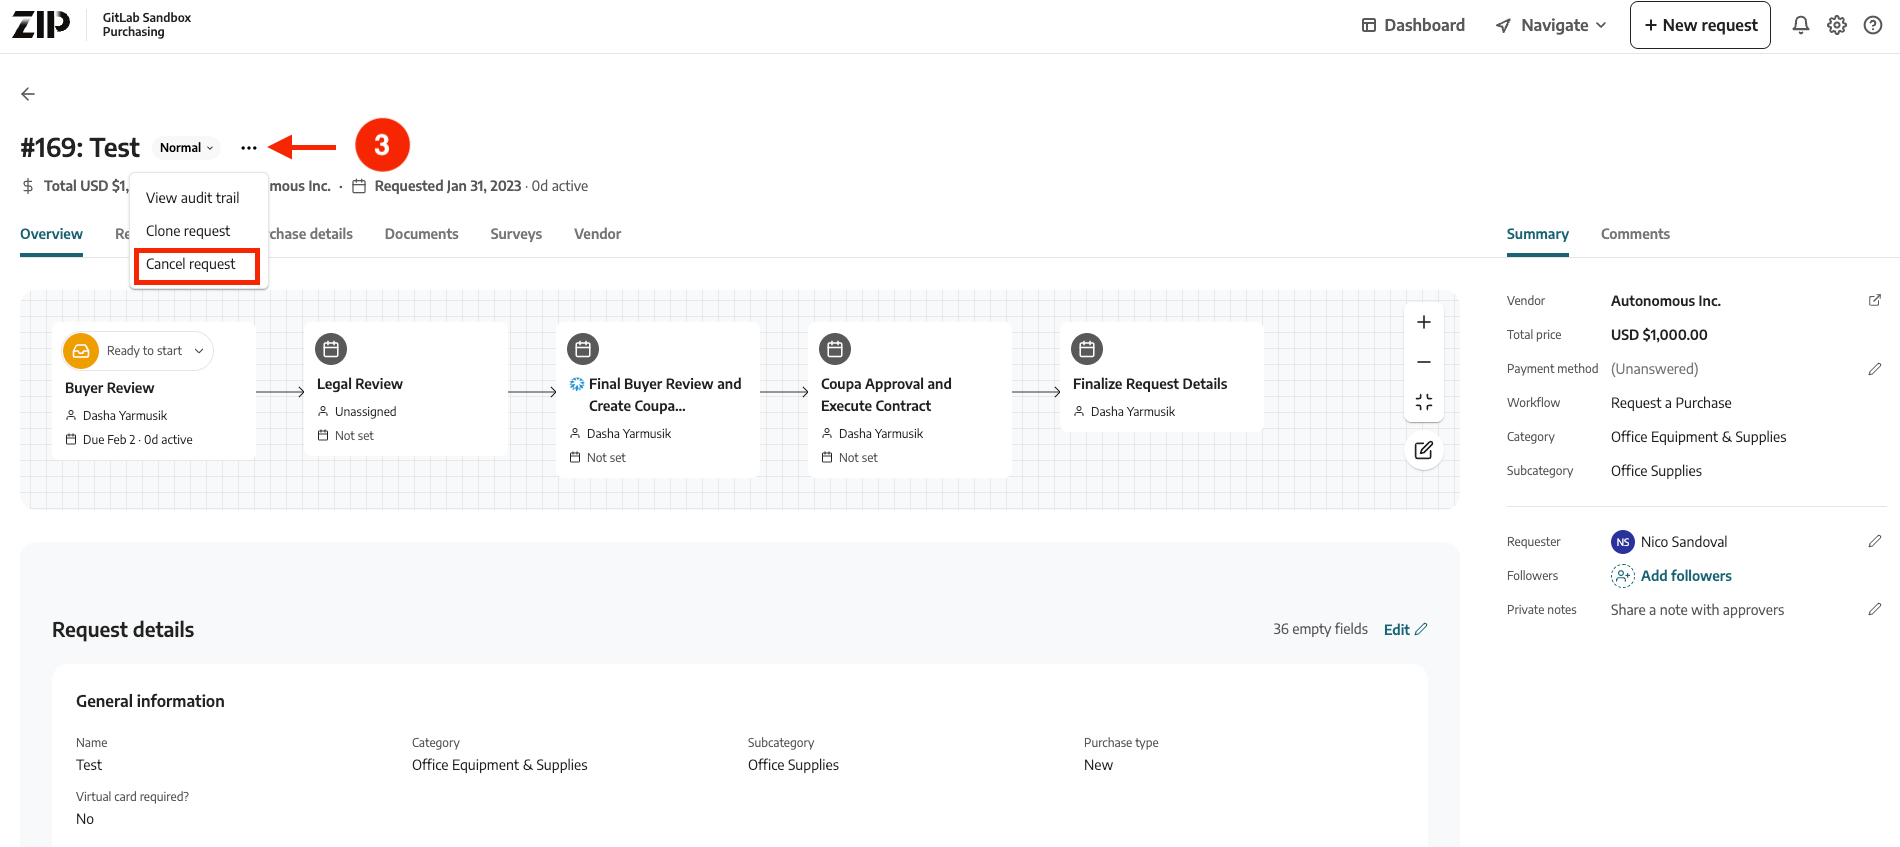 ZIP
GitLab Sandbox
Purchasing
Dashboard
Navigate
+ New request
#169: Test
Normal
3
Total USD $1,
mous Inc. · Requested Jan 31, 2023 · 0d active
View audit trail
Clone request
Cancel request
Overview
Re
chase details
Documents
Surveys
Vendor
Summary
Comments
Ready to start
Buyer Review
Dasha Yarmusik
Due Feb 2 · 0d active
Legal Review
Unassigned
Not set
Final Buyer Review and
Create Coupa...
Dasha Yarmusik
Not set
Coupa Approval and
Execute Contract
Dasha Yarmusik
Not set
Finalize Request Details
Dasha Yarmusik
Vendor Autonomous Inc.
Total price USD $1,000.00
Payment method (Unanswered)
Workflow Request a Purchase
Category Office Equipment & Supplies
Subcategory Office Supplies
Requester NS Nico Sandoval
Followers Add followers
Private notes Share a note with approvers
Request details
36 empty fields Edit
General information
Name
Test
Category
Office Equipment & Supplies
Subcategory
Office Supplies
Purchase type
New
Virtual card required?
No